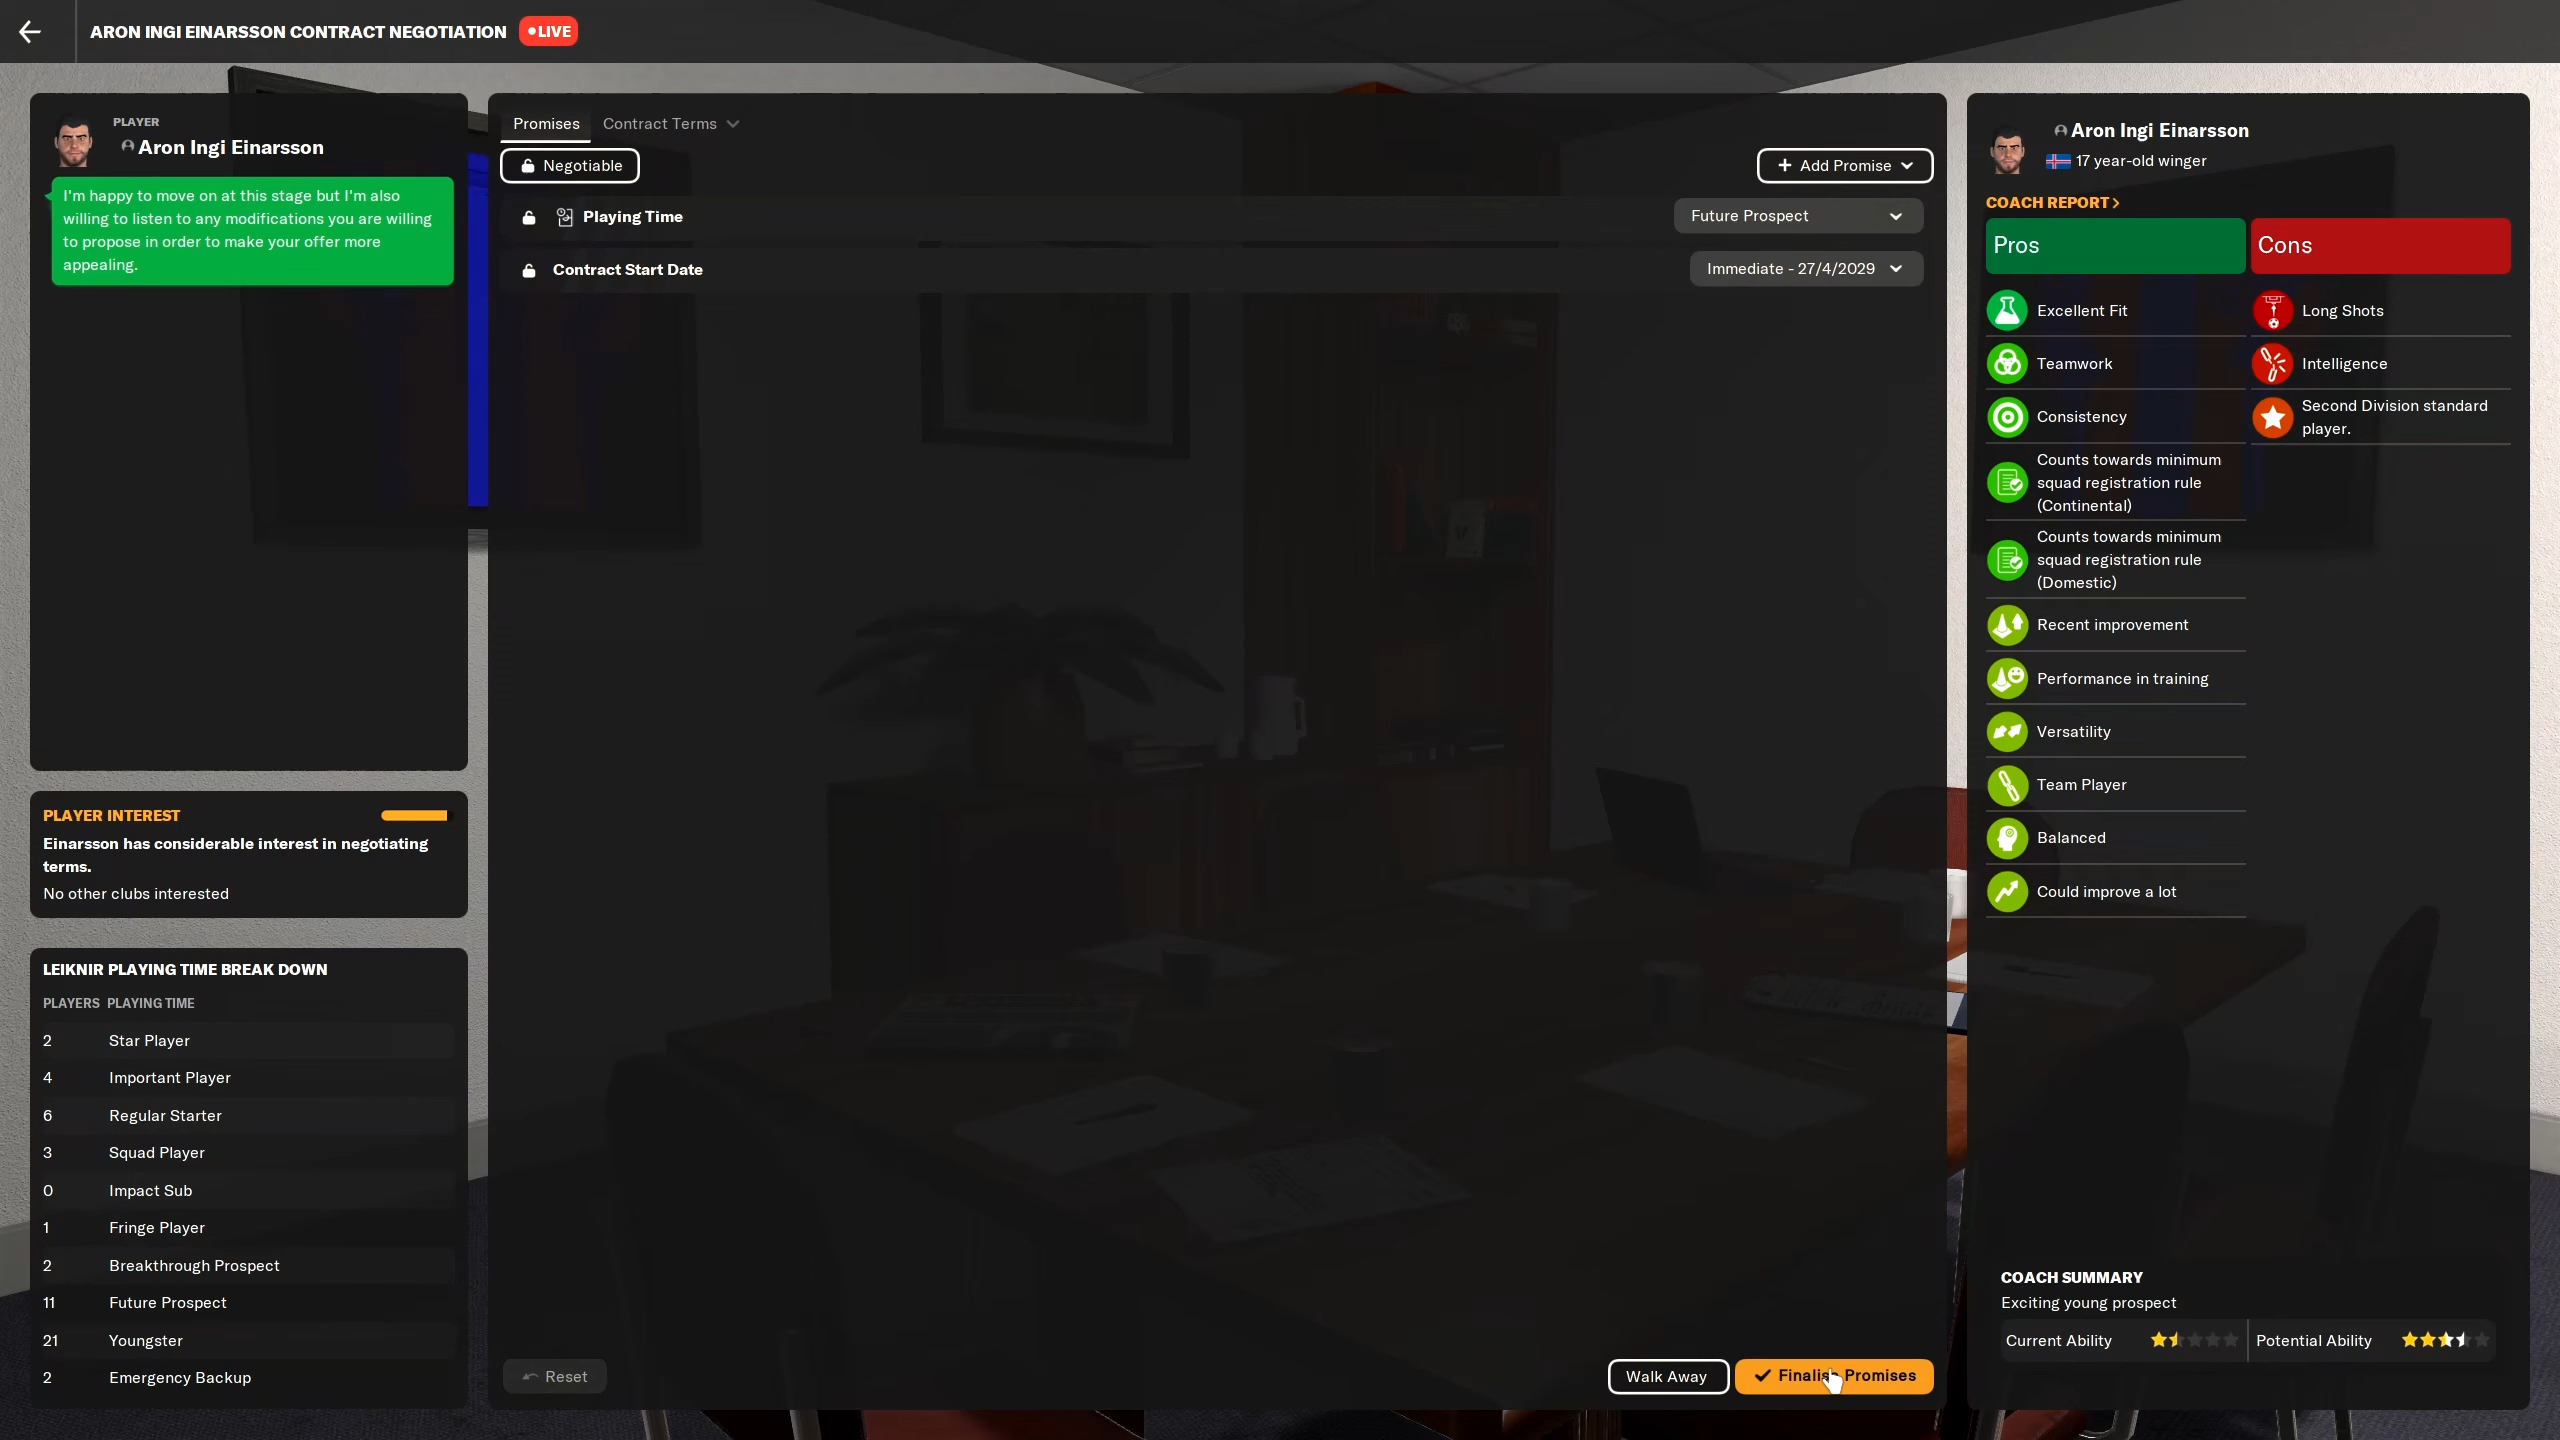 ARON INGI EINARSSON CONTRACT NEGOTIATION
LIVE
PLAYER
Aron Ingi Einarsson
I'm happy to move on at this stage but I'm also
willing to listen to any modifications you are willing
to propose in order to make your offer more
appealing.
PLAYER INTEREST
Einarsson has considerable interest in negotiating
terms.
No other clubs interested
LEIKNIR PLAYING TIME BREAK DOWN
PLAYERS PLAYING TIME
2 Star Player
4 Important Player
6 Regular Starter
3 Squad Player
0 Impact Sub
1 Fringe Player
2 Breakthrough Prospect
11 Future Prospect
21 Youngster
2 Emergency Backup
Promises Contract Terms
Negotiable
Add Promise
Playing Time Future Prospect
Contract Start Date Immediate - 27/4/2029
Reset
Walk Away
Finalise Promises
Aron Ingi Einarsson
17 year-old winger
COACH REPORT >
Pros
Cons
Excellent Fit
Teamwork
Consistency
Counts towards minimum
squad registration rule
(Continental)
Counts towards minimum
squad registration rule
(Domestic)
Recent improvement
Performance in training
Versatility
Team Player
Balanced
Could improve a lot
Long Shots
Intelligence
Second Division standard
player.
COACH SUMMARY
Exciting young prospect
Current Ability
Potential Ability